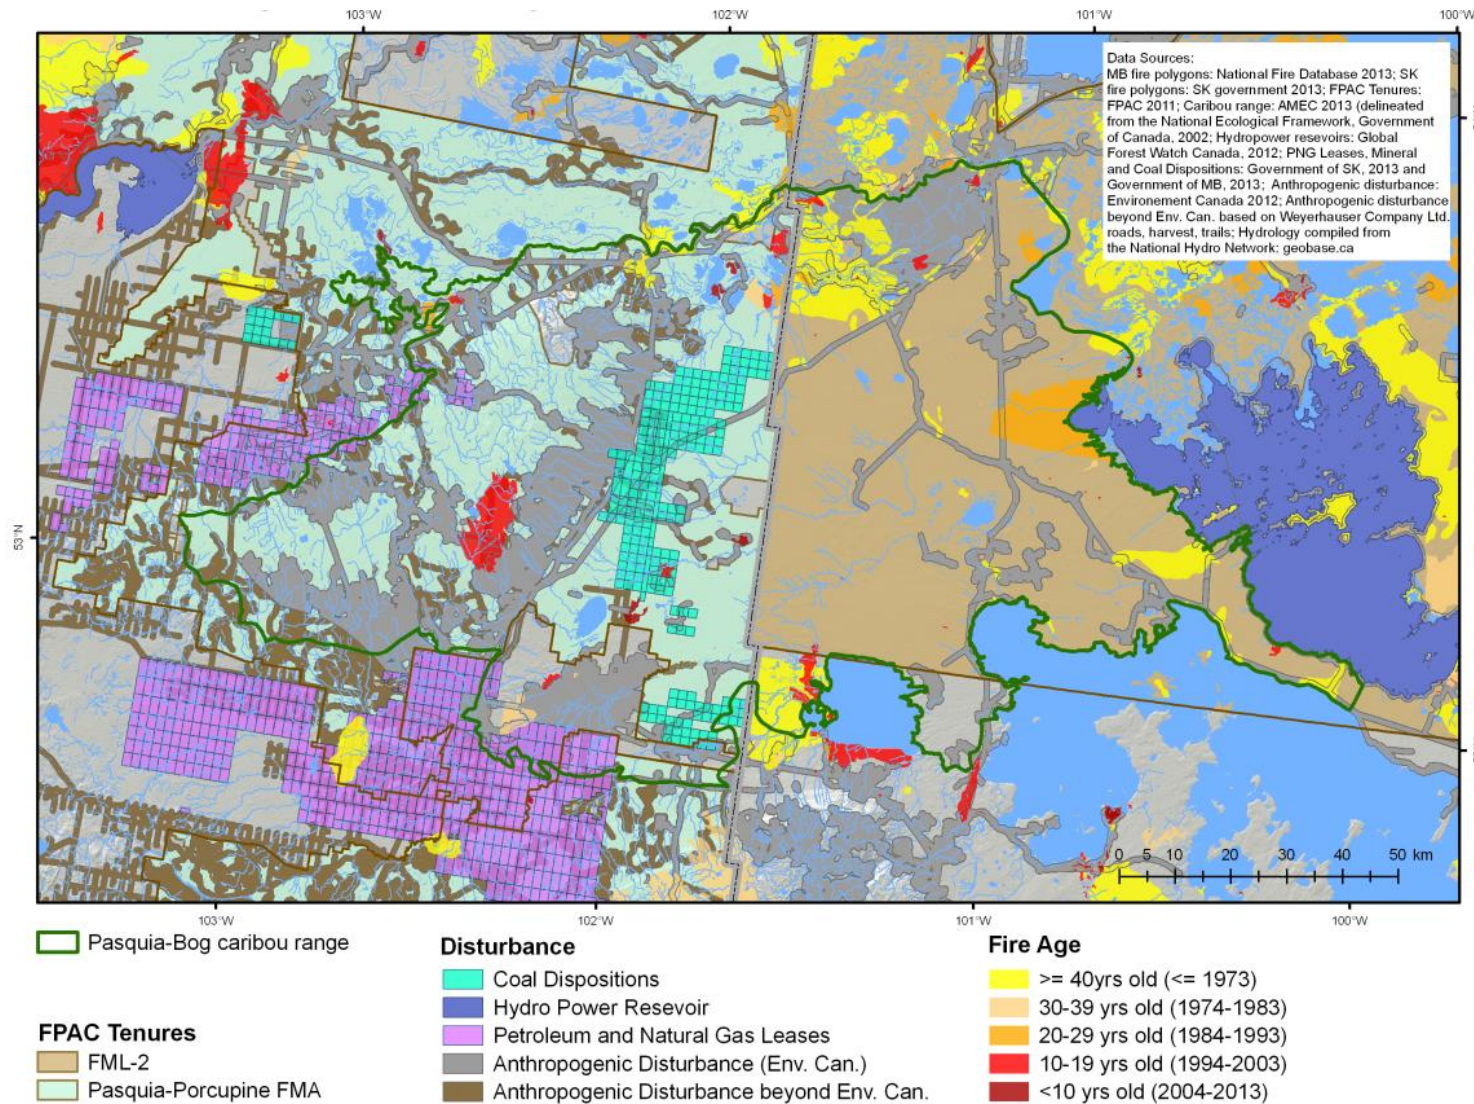 103°W 102°W 101°W 100°W
Data Sources:
MB fire polygons: National Fire Database 2013; SK
fire polygons: SK government 2013; FPAC Tenures:
FPAC 2011; Caribou range: AMEC 2013 (delineated
from the National Ecological Framework, Government
of Canada, 2002; Hydropower resevoirs: Global
Forest Watch Canada, 2012; PNG Leases, Mineral
and Coal Dispositions: Government of SK, 2013 and
Government of MB, 2013; Anthropogenic disturbance:
Environement Canada 2012; Anthropogenic disturbance
beyond Env. Can. based on Weyerhauser Company Ltd.
roads, harvest, trails; Hydrology compiled from
the National Hydro Network: geobase.ca
53°N
0 5 10 20 30 40 50 km
103°W 102°W 101°W 100°W
Pasquia-Bog caribou range
FPAC Tenures
FML-2
Pasquia-Porcupine FMA
Disturbance
Coal Dispositions
Hydro Power Resevoir
Petroleum and Natural Gas Leases
Anthropogenic Disturbance (Env. Can.)
Anthropogenic Disturbance beyond Env. Can.
Fire Age
>= 40yrs old (<= 1973)
30-39 yrs old (1974-1983)
20-29 yrs old (1984-1993)
10-19 yrs old (1994-2003)
<10 yrs old (2004-2013)